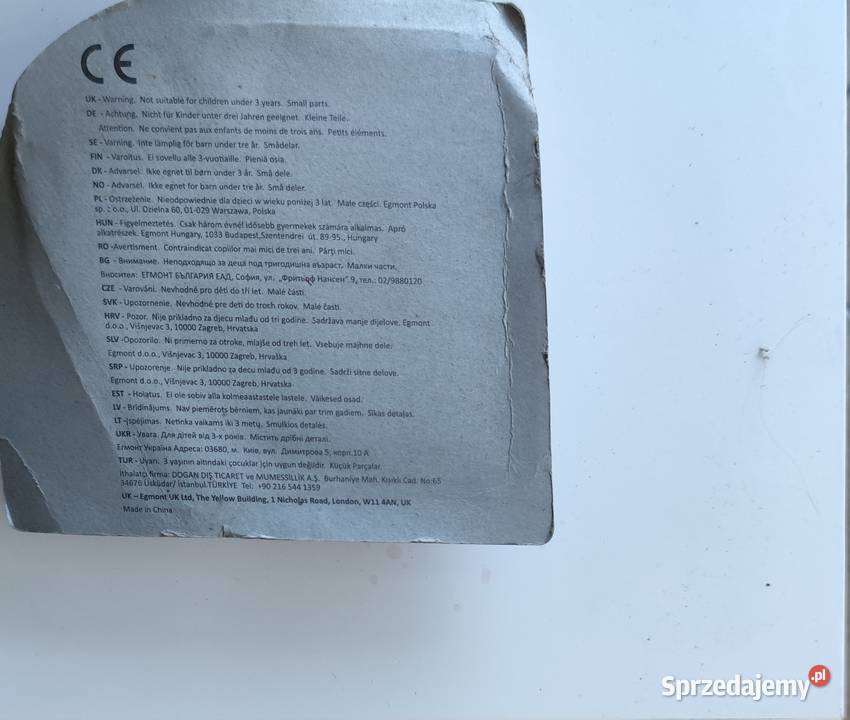 CE
UK - Warning. Not suitable for children under 3 years. Small parts.
DE - Achtung. Nicht für Kinder unter drei Jahren geeignet. Kleine Teile.
Attention. Ne convient pas aux enfants de moins de trois ans. Petits éléments.
SE - Varning. Inte lämplig för barn under tre år. Smådelar.
FIN - Varoitus. Ei sovellu alle 3-vuotiaille. Pieniä osia.
DK - Advarsel. Ikke egnet til børn under 3 år. Små dele.
NO - Advarsel. Ikke egnet for barn under tre år. Små deler.
PL - Ostrzeżenie. Nieodpowiednie dla dzieci w wieku poniżej 3 lat. Małe części. Egmont Polska
sp. z o.o., Ul. Dzielna 60, 01-029 Warszawa, Polska
HUN - Figyelmeztetés. Csak három évnél idősebb gyermekek számára alkalmas. Apró
alkatrészek. Egmont Hungary, 1033 Budapest,Szentendrei út. 89-95., Hungary
RO -Avertisment. Contraindicat copiilor mai mici de trei ani. Părţi mici.
BG - Внимание. Неподходящо за деца под тригодишна възраст. Малки части.
Вносител: ЕГМОНТ БЪЛГАРИЯ ЕАД, София, ул. „Фритьоф Нансен" 9, тел.: 02/9880120
CZE - Varování. Nevhodné pro děti do tří let. Malé části.
SVK - Upozornenie. Nevhodné pre deti do troch rokov. Malé časti.
HRV - Pozor. Nije prikladno za djecu mlađu od tri godine. Sadržava manje dijelove. Egmont
d.o.o., Višnjevac 3, 10000 Zagreb, Hrvatska
SLV -Opozorilo. Ni primerno za otroke, mlajše od treh let. Vsebuje majhne dele.
Egmont d.o.o., Višnjevac 3, 10000 Zagreb, Hrvaška
SRP - Upozorenje. Nije prikladno za decu mlađu od 3 godine. Sadrži sitne delove.
Egmont d.o.o., Višnjevac 3, 10000 Zagreb, Hrvatska
EST - Hoiatus. Ei ole sobiv alla kolmeaastastele lastele. Väikesed osad.
LV - Brīdinājums. Nav piemērots bērniem, kas jaunāki par trim gadiem. Sīkas detaļas.
LT -Įspėjimas. Netinka vaikams iki 3 metų. Smulkios detalės.
UKR - Увага. Для дітей від 3-х років. Містить дрібні деталі.
Егмонт Україна Адреса: 03680, м. Київ, вул. Димитрова 5, корп.10 А
TUR - Uyarı. 3 yaşının altındaki çocuklar için uygun değildir. Küçük Parçalar.
İthalatçı firma: DOGAN DIŞ TICARET ve MUMESSİLLİK A.Ş. Burhaniye Mah. Kısıklı Cad. No:65
34676 Üsküdar/ İstanbul.TÜRKİYE Tel: +90 216 544 1359
UK – Egmont UK Ltd, The Yellow Building, 1 Nicholas Road, London, W11 4AN, UK
Made in China
Sprzedajemy.pl